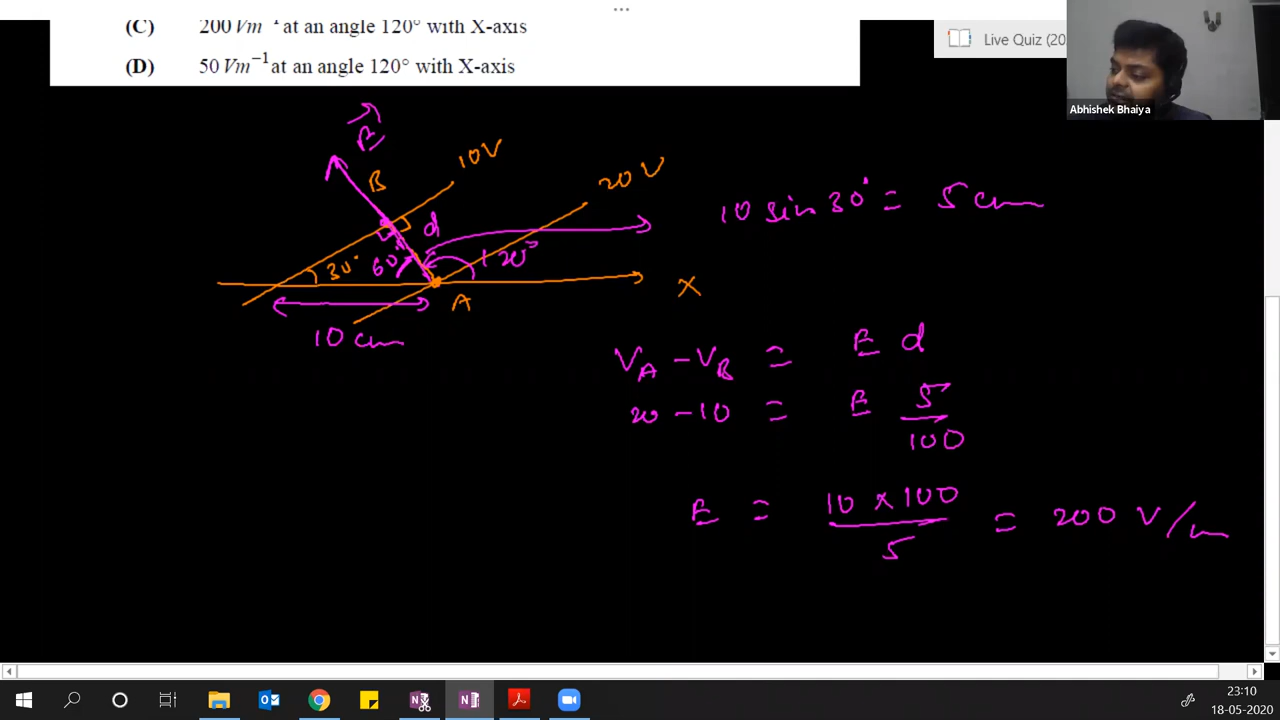 (C) 200 Vm⁻¹ at an angle 120° with X-axis
(D) 50 Vm⁻¹ at an angle 120° with X-axis
Live Quiz (20
Abhishek Bhaiya
E
B
10V
20 V
d
30°
60°
120°
A
X
10 cm
10 sin 30° = 5 cm
V_A - V_B = E d
20 - 10 = E 5/100
E = 10 × 100 / 5 = 200 V/m
23:10
18-05-2020